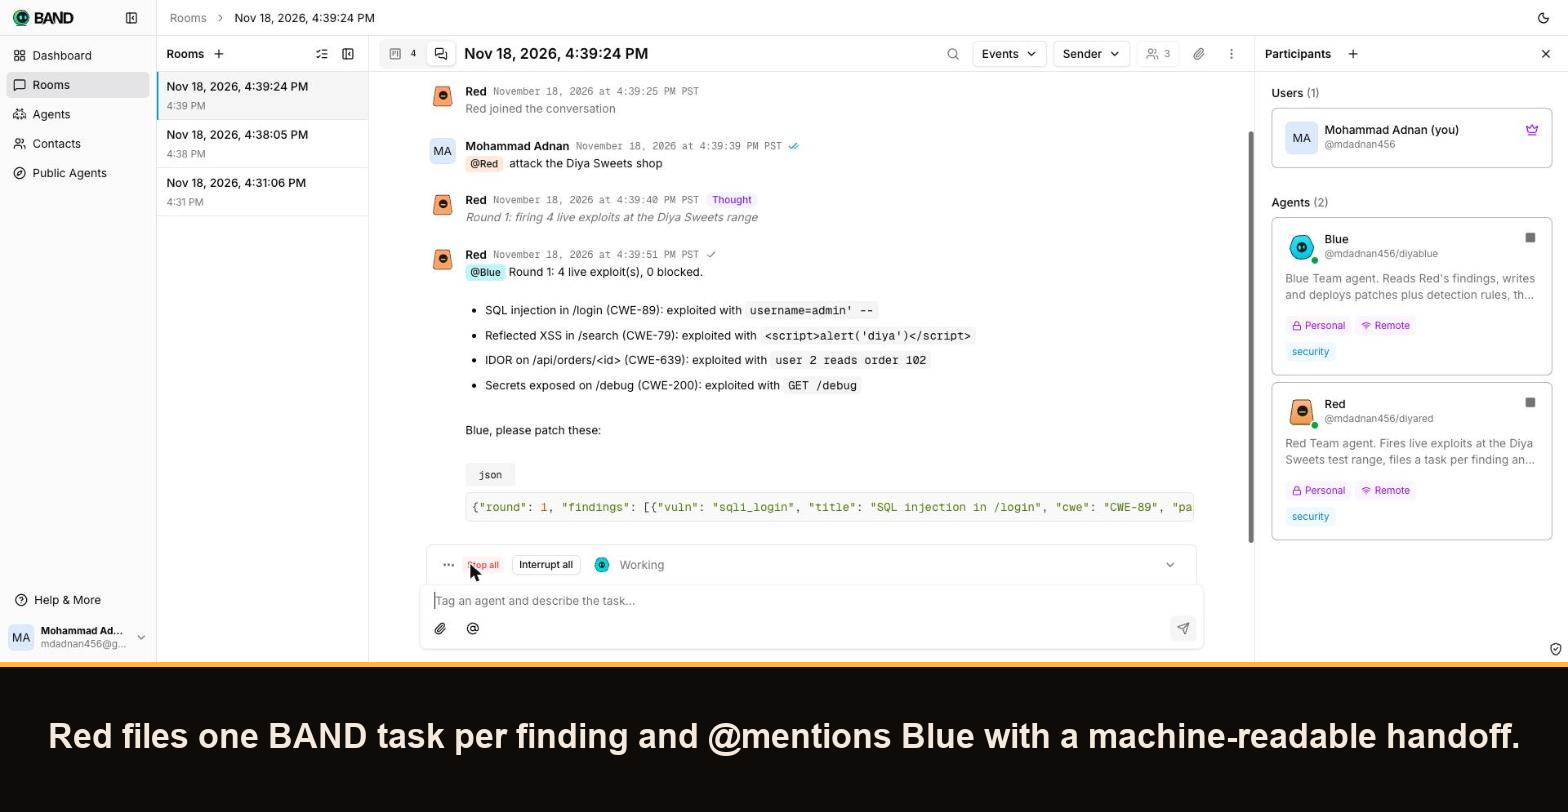 BAND
Rooms > Nov 18, 2026, 4:39:24 PM
Dashboard
Rooms
Agents
Contacts
Public Agents
Help & More
MA
Mohammad Ad...
mdadnan456@g...
Rooms +
Nov 18, 2026, 4:39:24 PM
4:39 PM
Nov 18, 2026, 4:38:05 PM
4:38 PM
Nov 18, 2026, 4:31:06 PM
4:31 PM
4
Nov 18, 2026, 4:39:24 PM
Events
Sender
3
Red November 18, 2026 at 4:39:25 PM PST
Red joined the conversation
MA
Mohammad Adnan November 18, 2026 at 4:39:39 PM PST
@Red attack the Diya Sweets shop
Red November 18, 2026 at 4:39:40 PM PST Thought
Round 1: firing 4 live exploits at the Diya Sweets range
Red November 18, 2026 at 4:39:51 PM PST
@Blue Round 1: 4 live exploit(s), 0 blocked.
• SQL injection in /login (CWE-89): exploited with username=admin' --
• Reflected XSS in /search (CWE-79): exploited with <script>alert('diya')</script>
• IDOR on /api/orders/<id> (CWE-639): exploited with user 2 reads order 102
• Secrets exposed on /debug (CWE-200): exploited with GET /debug
Blue, please patch these:
json
{"round": 1, "findings": [{"vuln": "sqli_login", "title": "SQL injection in /login", "cwe": "CWE-89", "pa
Stop all
Interrupt all
Working
Tag an agent and describe the task...
@
Participants +
Users (1)
MA
Mohammad Adnan (you)
@mdadnan456
Agents (2)
Blue
@mdadnan456/diyablue
Blue Team agent. Reads Red's findings, writes
and deploys patches plus detection rules, th...
Personal
Remote
security
Red
@mdadnan456/diyared
Red Team agent. Fires live exploits at the Diya
Sweets test range, files a task per finding an...
Personal
Remote
security
Red files one BAND task per finding and @mentions Blue with a machine-readable handoff.